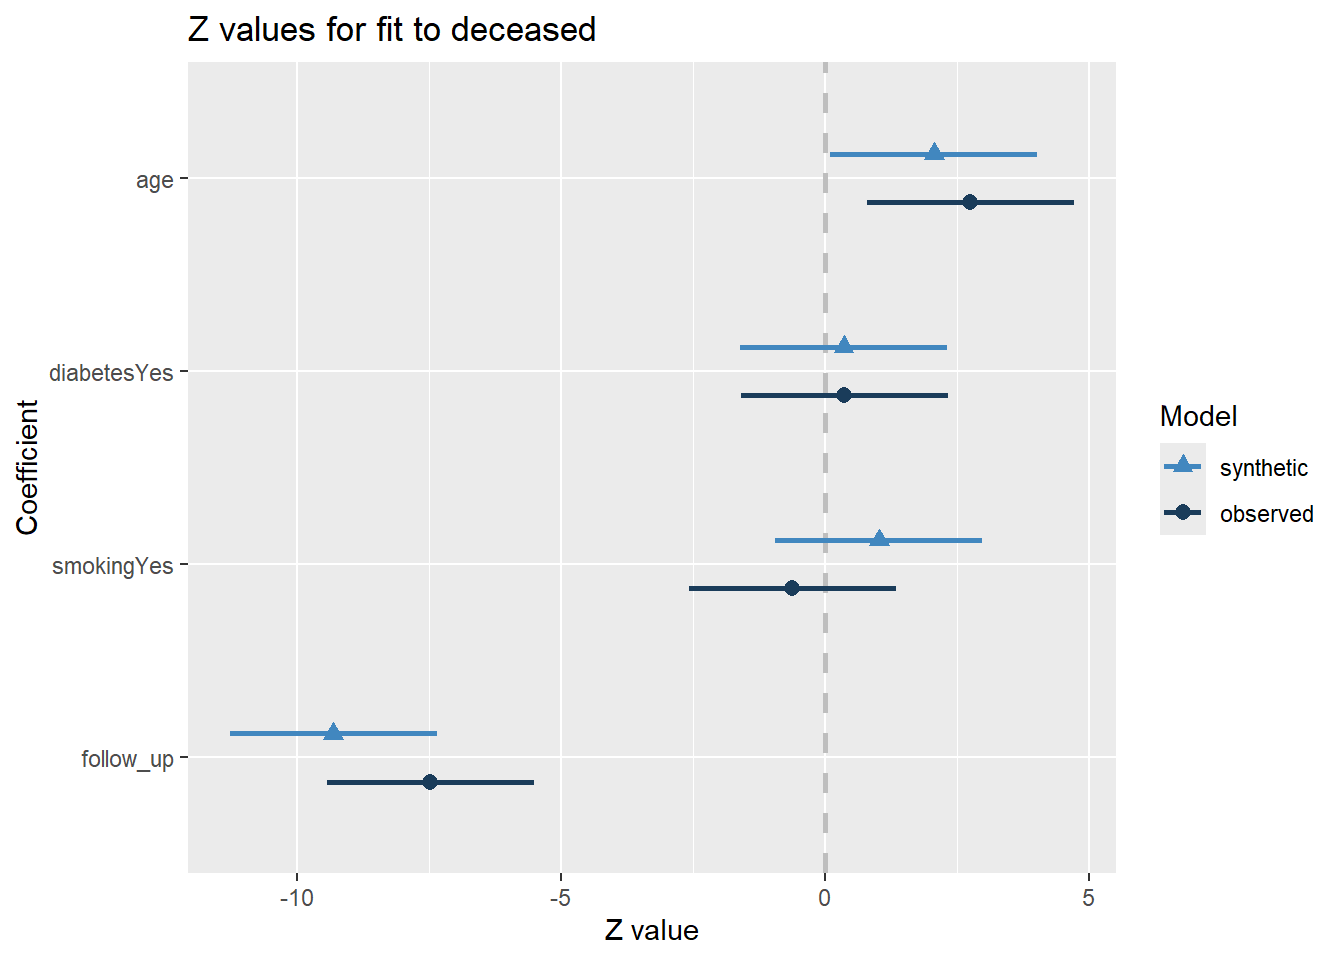 Z values for fit to deceased
age
diabetesYes
smokingYes
follow_up
Coefficient
-10
-5
0
5
Z value
Model
synthetic
observed